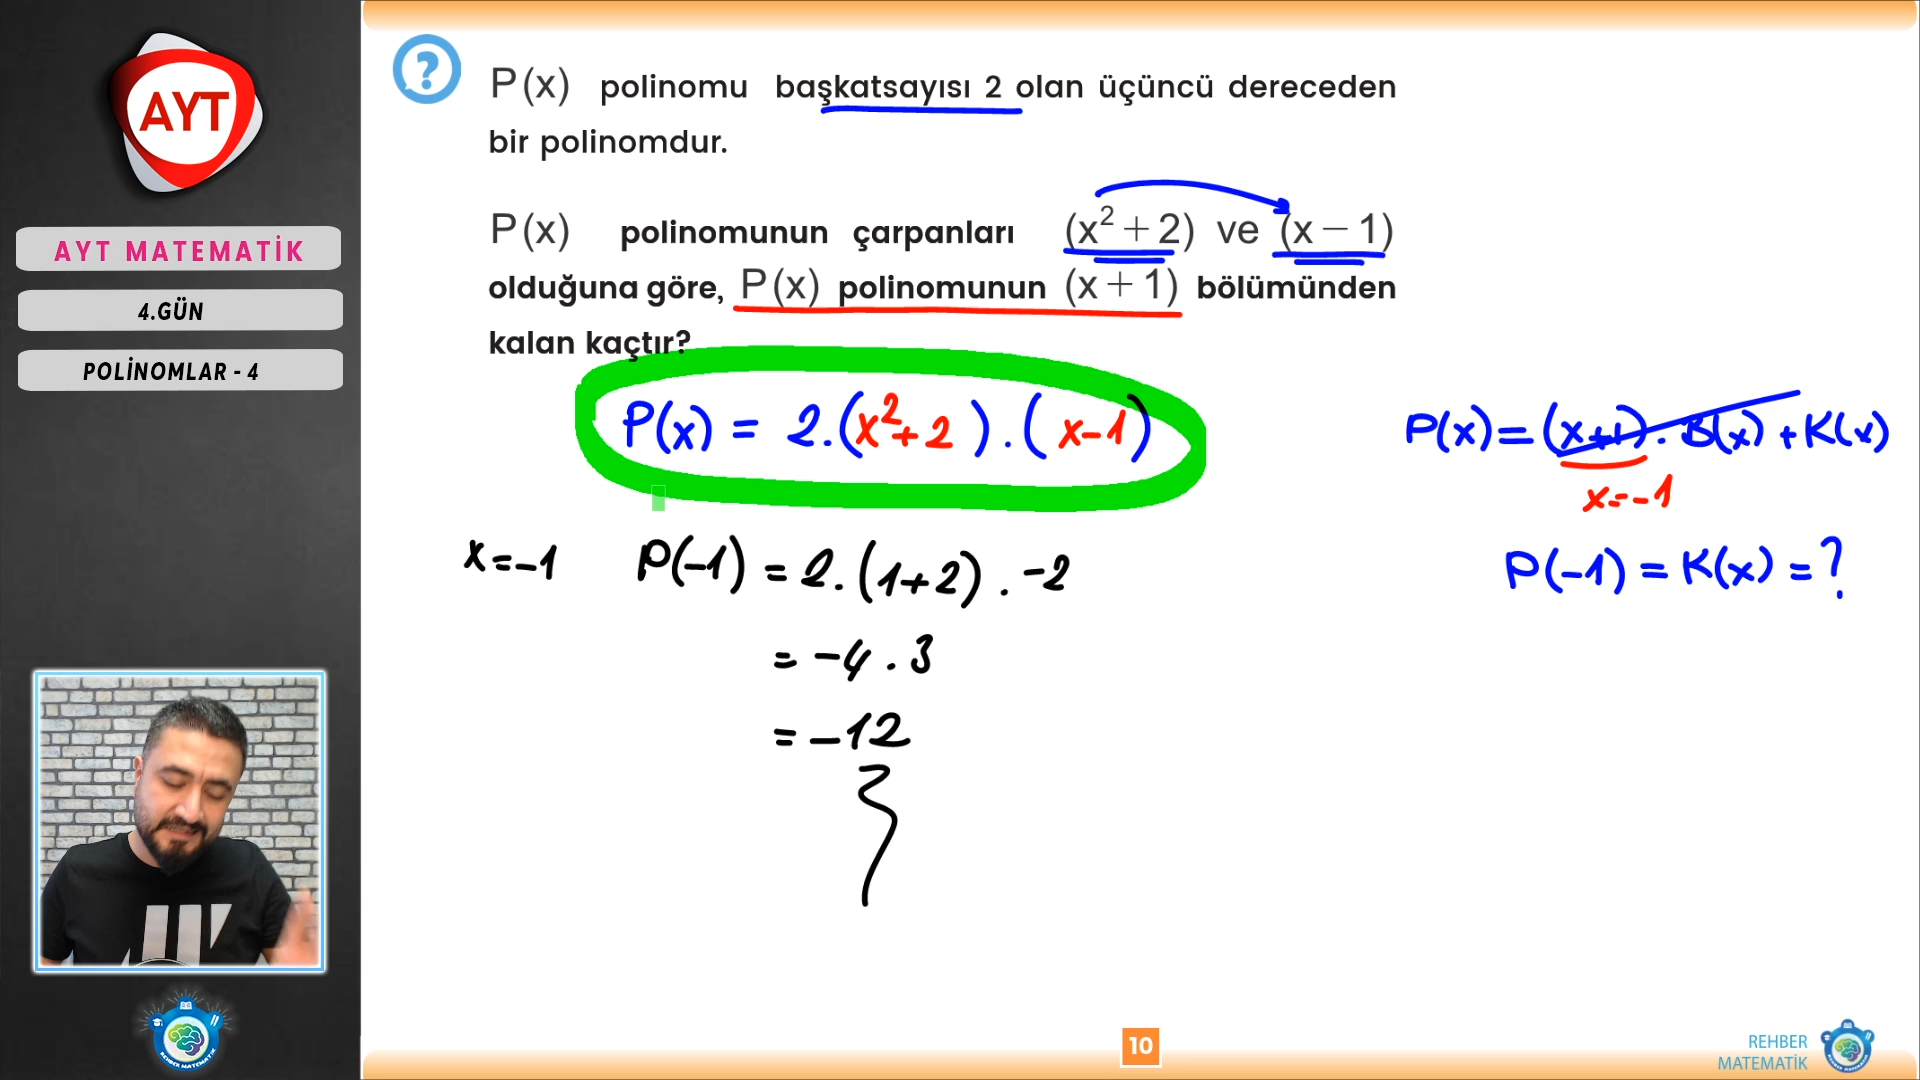 AYT
AYT MATEMATİK
4.GÜN
POLİNOMLAR - 4
P(x) polinomu başkatsayısı 2 olan üçüncü dereceden
bir polinomdur.
P(x) polinomunun çarpanları (x² + 2) ve (x − 1)
olduğuna göre, P(x) polinomunun (x + 1) bölümünden
kalan kaçtır?
P(x) = 2.(x²+2).(x-1)
x=-1 P(-1) = 2.(1+2).-2
= -4.3
= -12
P(x)=(x+1).B(x)+K(x)
x=-1
P(-1) = K(x) = ?
10
REHBER
MATEMATİK
REHBER MATEMATİK